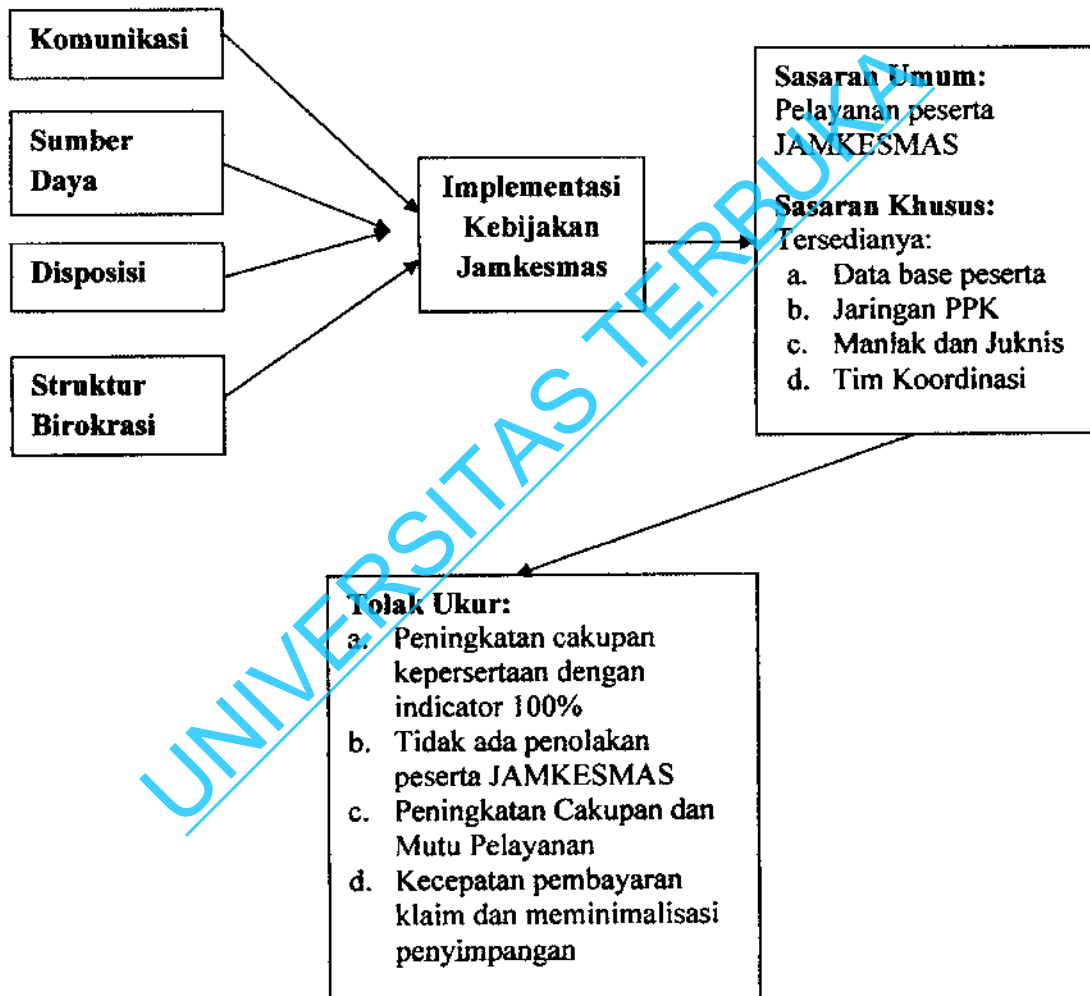 Komunikasi
Sumber
Daya
Disposisi
Struktur
Birokrasi
Implementasi
Kebijakan
Jamkesmas
Sasaran Umum:
Pelayanan peserta
JAMKESMAS
Sasaran Khusus:
Tersedianya:
a. Data base peserta
b. Jaringan PPK
c. Manlak dan Juknis
d. Tim Koordinasi
Tolak Ukur:
a. Peningkatan cakupan
kepersertaan dengan
indicator 100%
b. Tidak ada penolakan
peserta JAMKESMAS
c. Peningkatan Cakupan dan
Mutu Pelayanan
d. Kecepatan pembayaran
klaim dan meminimalisasi
penyimpangan
UNIVERSITAS TERBUKA